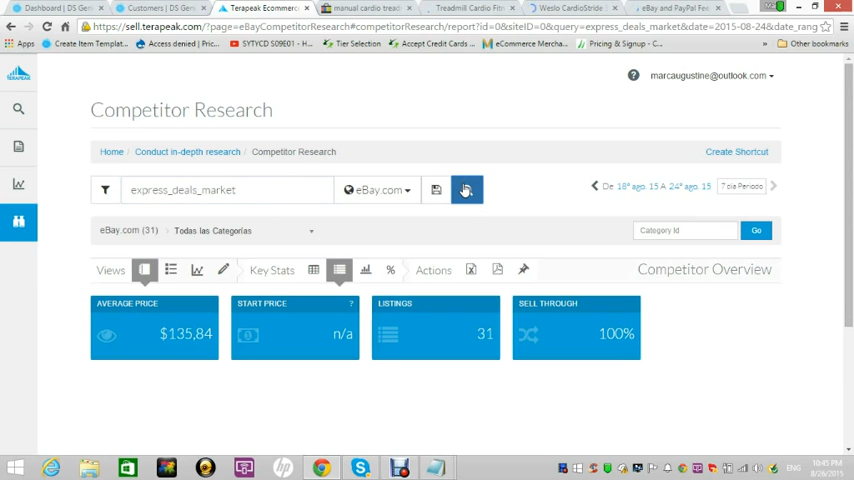 Dashboard | DS Gen
Customers | DS Gen
Terapeak Ecommerc
manual cardio tread
Treadmill Cardio Fitn
Weslo CardioStride
eBay and PayPal Fee
https://sell.terapeak.com/?page=eBayCompetitorResearch#competitorResearch/report?id=0&siteID=0&query=express_deals_market&date=2015-08-24&date_rang
Apps
Create Item Templat...
Access denied | Pric...
SYTYCD S09E01 - H...
Tier Selection
Accept Credit Cards ...
eCommerce Mercha...
Pricing & Signup - C...
»
Other bookmarks
TERAPEAK
? marcaugustine@outlook.com
Competitor Research
Home / Conduct in-depth research / Competitor Research
Create Shortcut
express_deals_market
eBay.com
De 18º ago. 15 A 24º ago. 15
7 día Periodo
eBay.com (31)
Todas las Categorías
Category Id
Go
Views
Key Stats
%
Actions
Competitor Overview
AVERAGE PRICE
$135,84
START PRICE ?
n/a
LISTINGS
31
SELL THROUGH
100%
hp
ENG
10:45 PM
8/26/2015